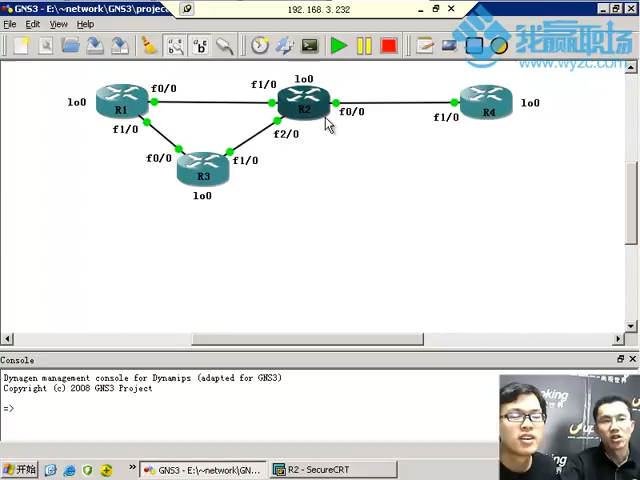 GNS3 - E:\~network\GNS3\projec
192.168.3.232
File Edit View Help
我赢职场
www.wyzc.com
lo0
R1
f0/0
f1/0
f1/0
lo0
R2
f0/0
f2/0
f1/0
R4
lo0
f0/0
R3
f1/0
lo0
Console
Dynagen management console for Dynamips (adapted for GNS3)
Copyright (c) 2008 GNS3 Project
=>
开始
GNS3 - E:\~network\GN...
R2 - SecureCRT